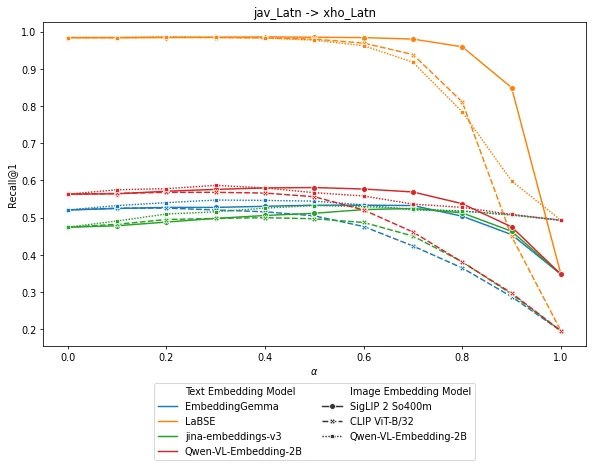 jav_Latn -> xho_Latn
Recall@1
1.0
0.9
0.8
0.7
0.6
0.5
0.4
0.3
0.2
0.0 0.2 0.4 0.6 0.8 1.0
α
Text Embedding Model Image Embedding Model
EmbeddingGemma SigLIP 2 So400m
LaBSE CLIP ViT-B/32
jina-embeddings-v3 Qwen-VL-Embedding-2B
Qwen-VL-Embedding-2B